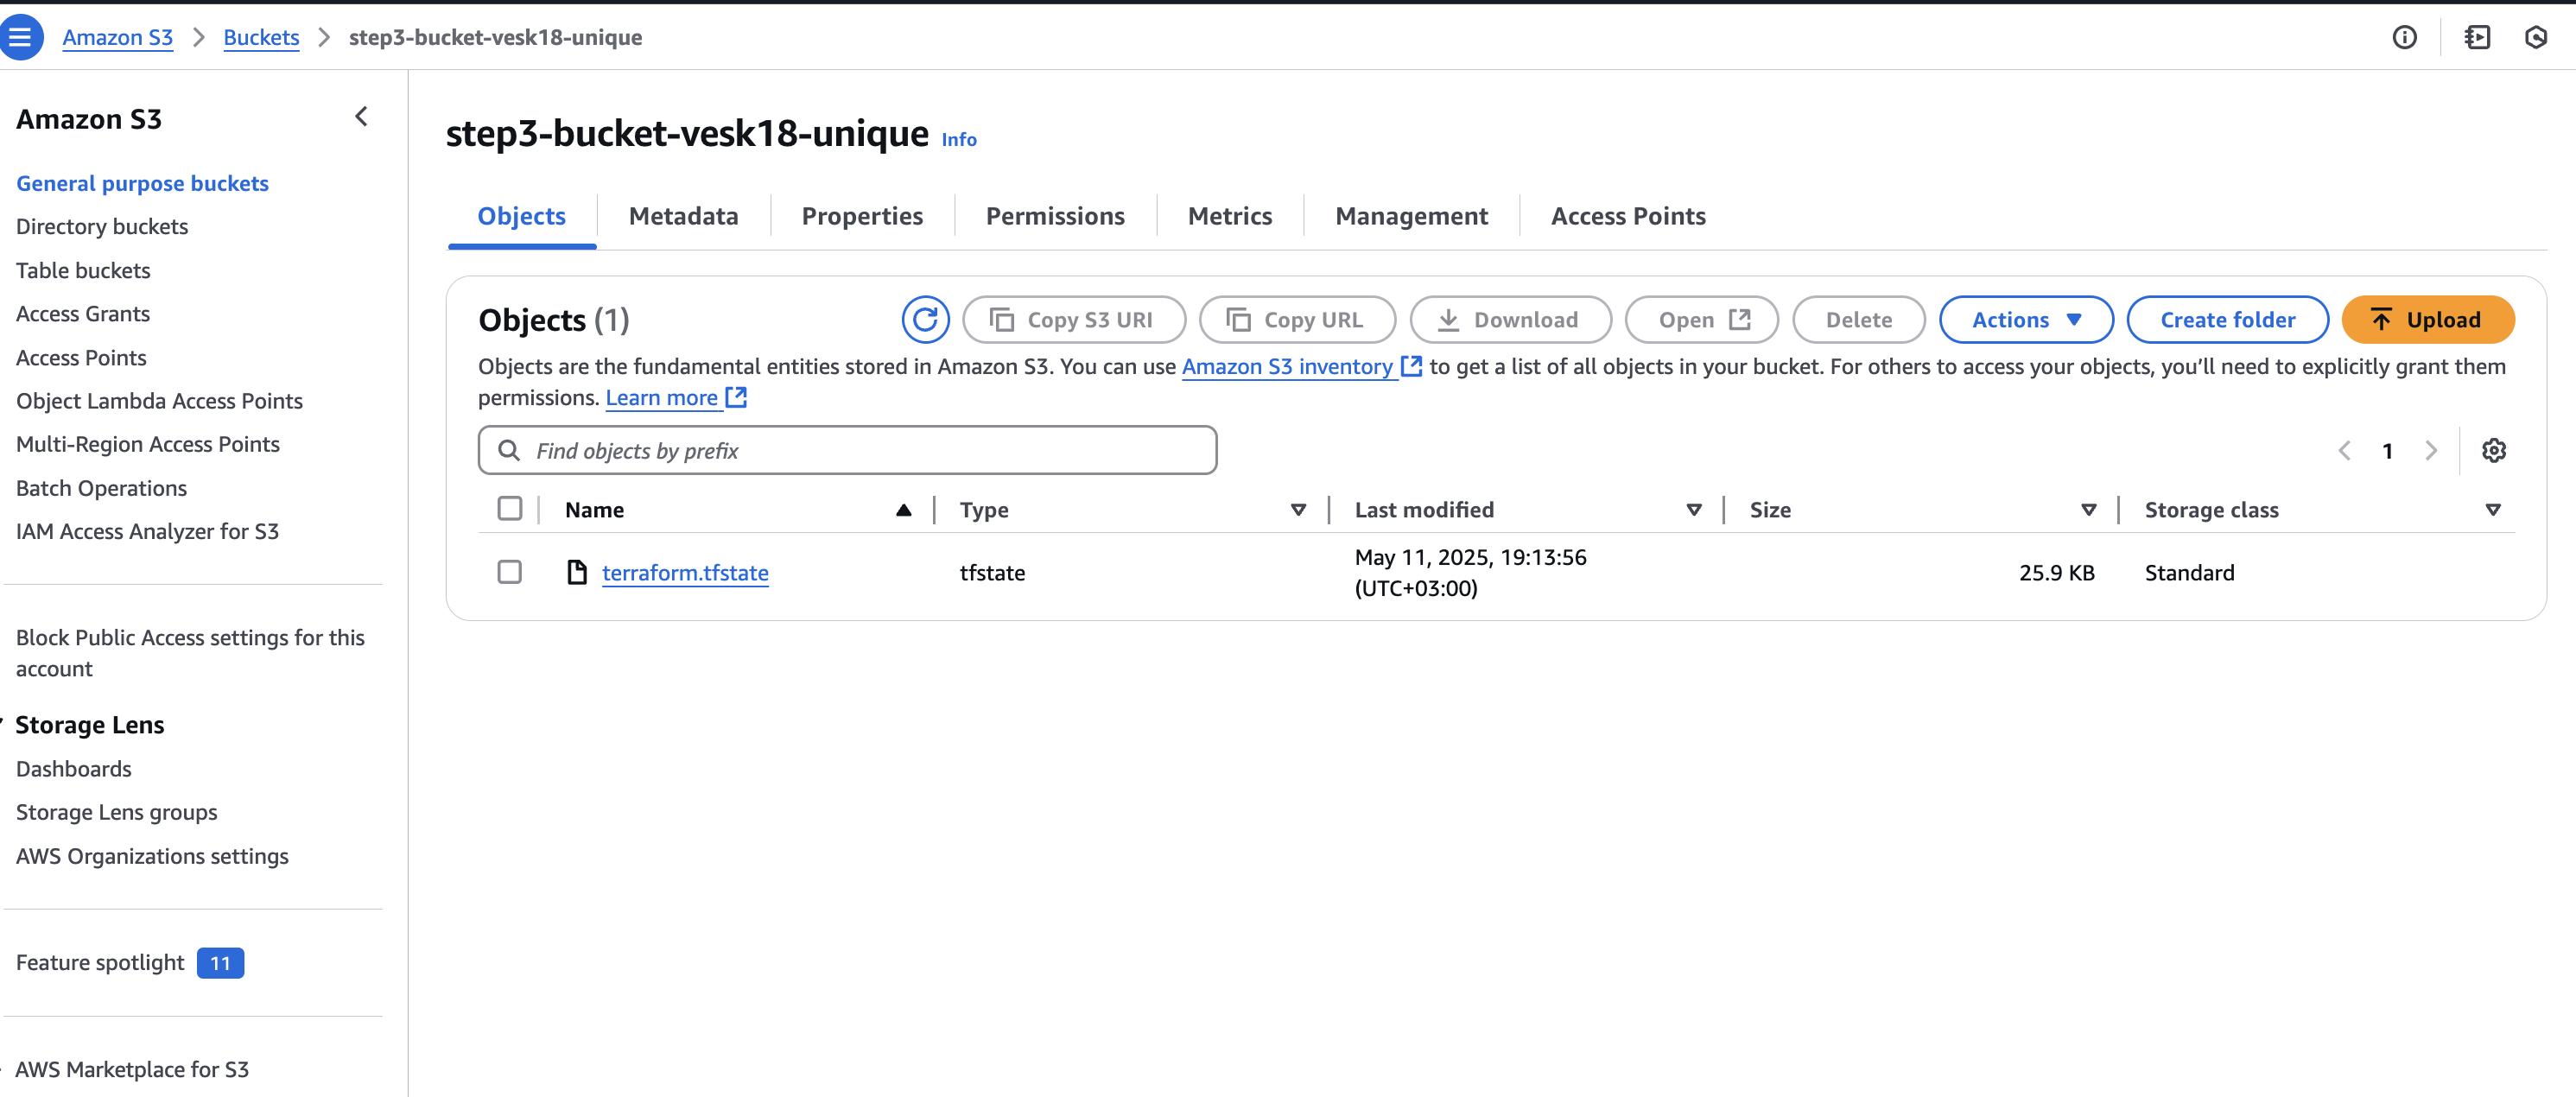 Amazon S3 > Buckets > step3-bucket-vesk18-unique
Amazon S3
General purpose buckets
Directory buckets
Table buckets
Access Grants
Access Points
Object Lambda Access Points
Multi-Region Access Points
Batch Operations
IAM Access Analyzer for S3
Block Public Access settings for this
account
Storage Lens
Dashboards
Storage Lens groups
AWS Organizations settings
Feature spotlight 11
AWS Marketplace for S3
step3-bucket-vesk18-unique Info
Objects Metadata Properties Permissions Metrics Management Access Points
Objects (1) Copy S3 URI Copy URL Download Open Delete Actions Create folder Upload
Objects are the fundamental entities stored in Amazon S3. You can use Amazon S3 inventory to get a list of all objects in your bucket. For others to access your objects, you’ll need to explicitly grant them
permissions. Learn more
Find objects by prefix 1
Name Type Last modified Size Storage class
terraform.tfstate tfstate May 11, 2025, 19:13:56 25.9 KB Standard
(UTC+03:00)